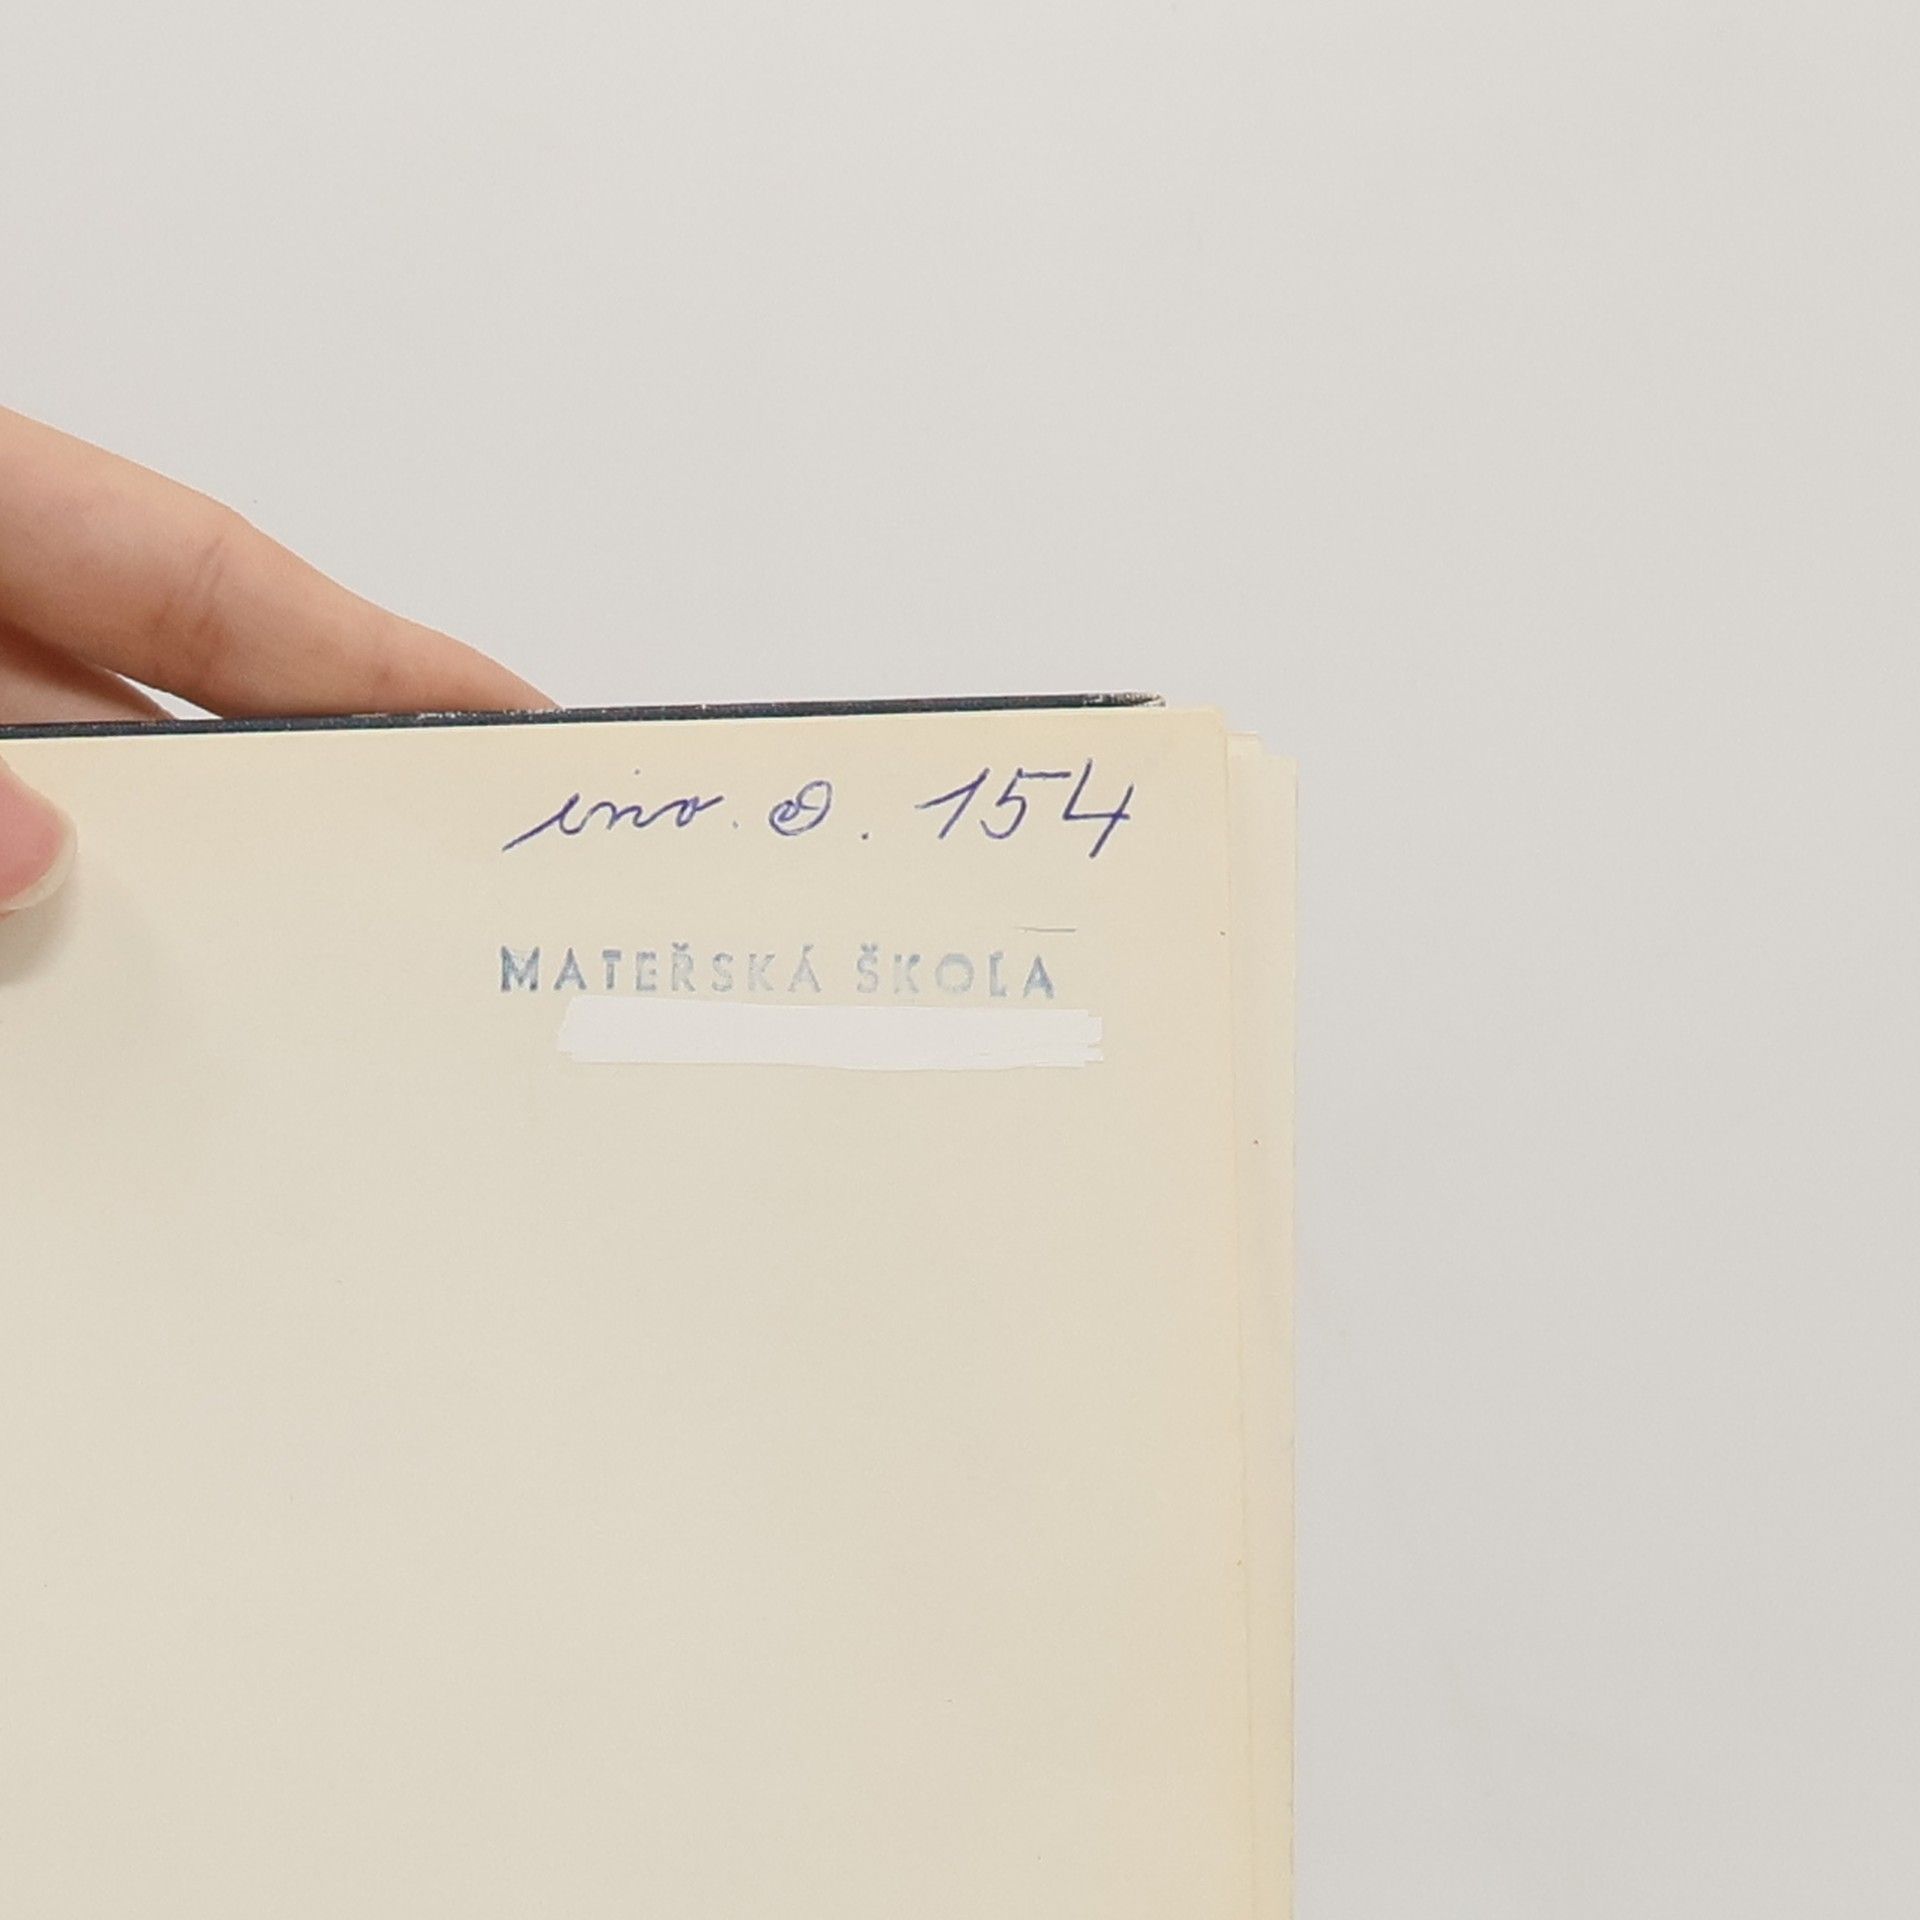 inv. č. 154
MATEŘSKÁ ŠKOLA